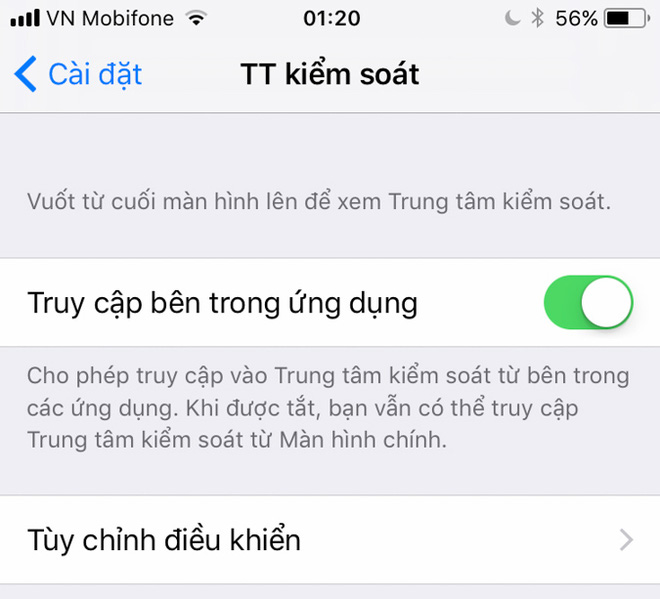 VN Mobifone 01:20 56%
Cài đặt TT kiểm soát
Vuốt từ cuối màn hình lên để xem Trung tâm kiểm soát.
Truy cập bên trong ứng dụng
Cho phép truy cập vào Trung tâm kiểm soát từ bên trong
các ứng dụng. Khi được tắt, bạn vẫn có thể truy cập
Trung tâm kiểm soát từ Màn hình chính.
Tùy chỉnh điều khiển